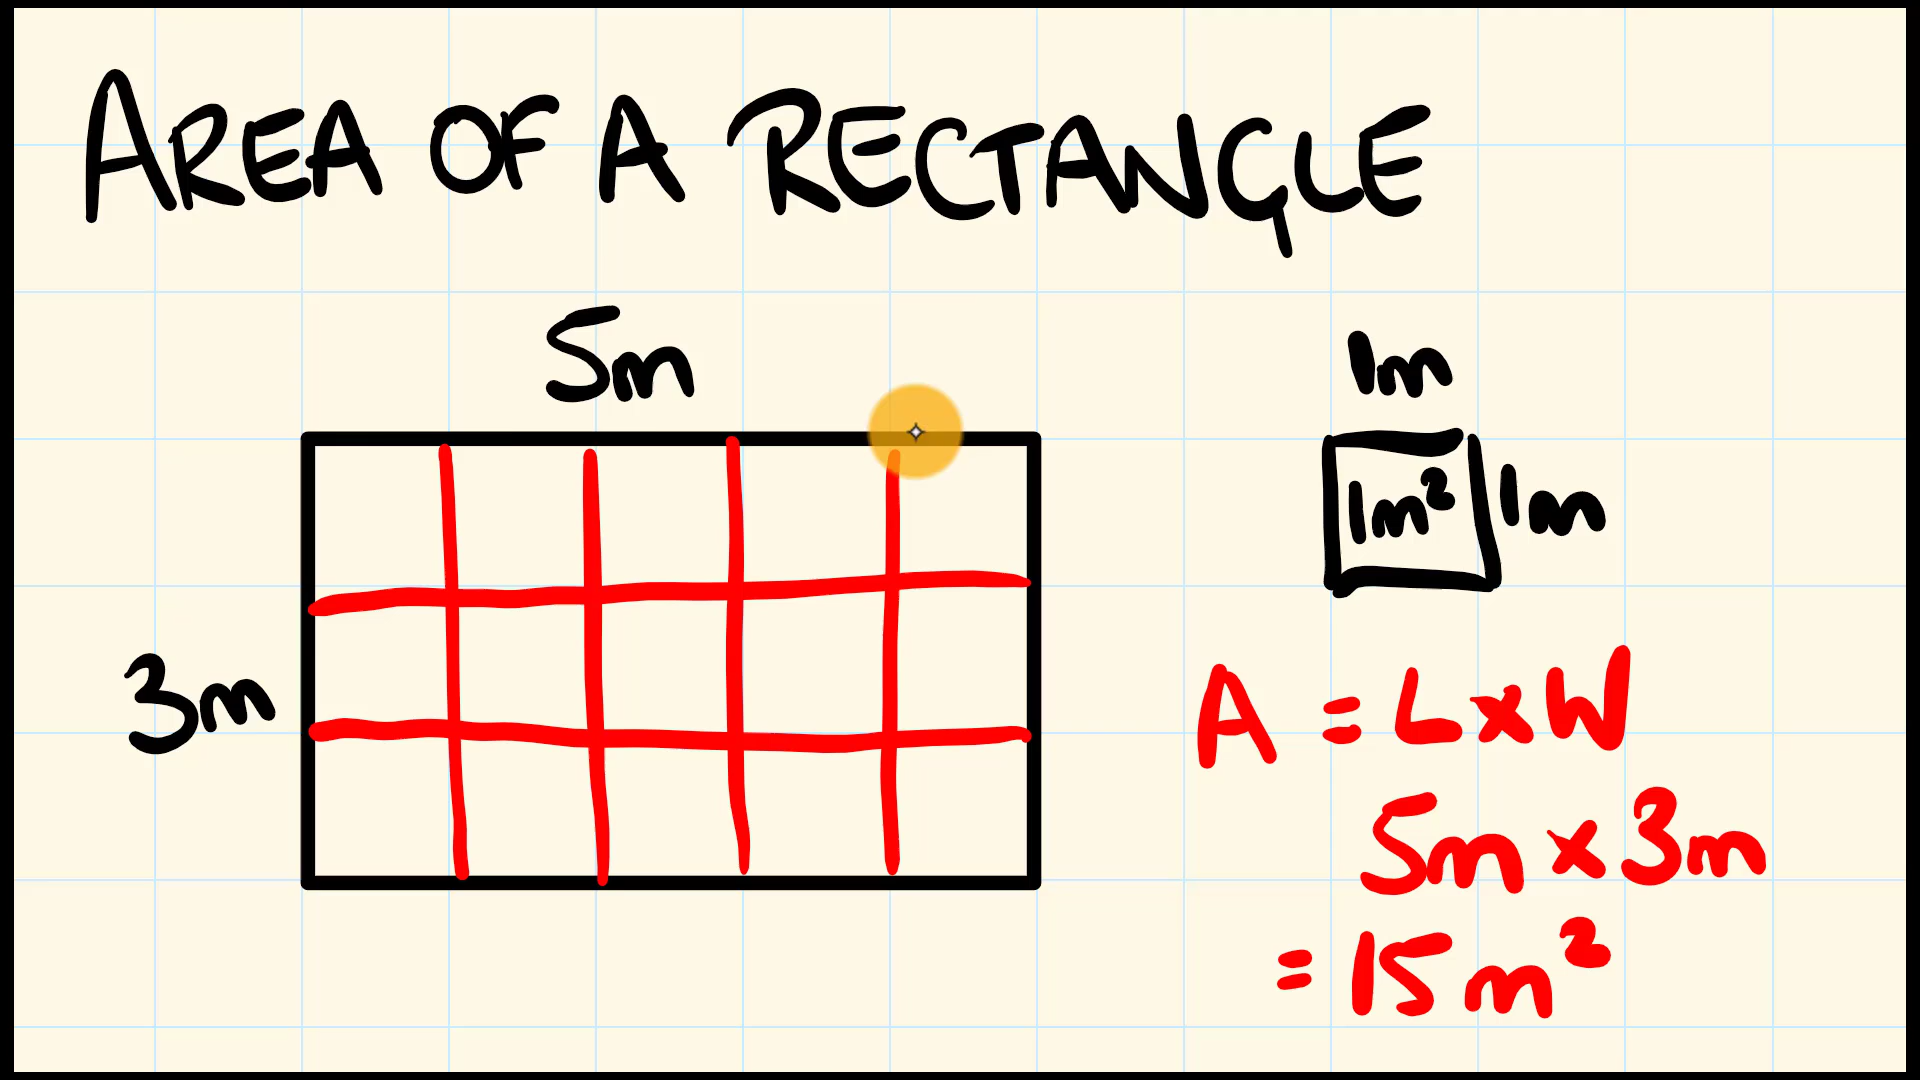 AREA OF A RECTANGLE
5m
1m
1m²
1m
3m
A = L×W
5m × 3m
= 15m²